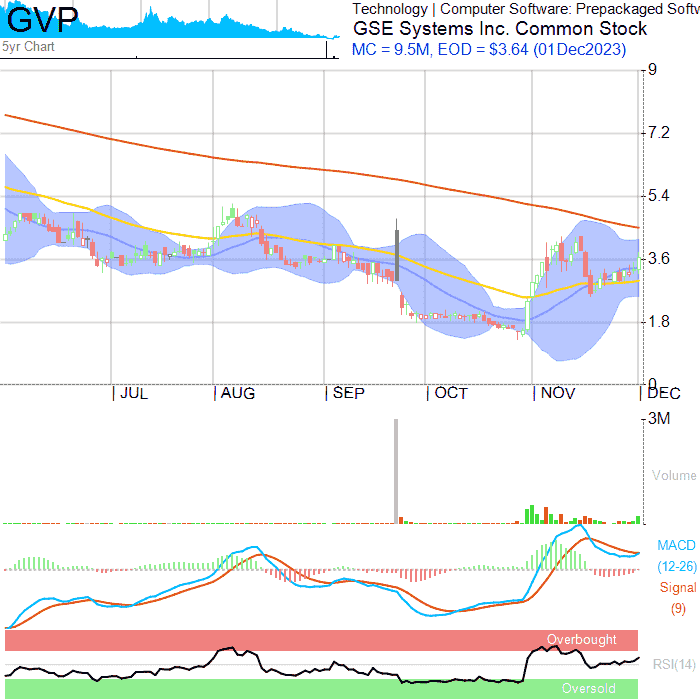 GVP
5yr Chart
Technology | Computer Software: Prepackaged Softw
GSE Systems Inc. Common Stock
MC = 9.5M, EOD = $3.64 (01Dec2023)
9
7.2
5.4
3.6
1.8
0
JUL AUG SEP OCT NOV DEC
3M
Volume
MACD
(12-26)
Signal
(9)
Overbought
RSI(14)
Oversold